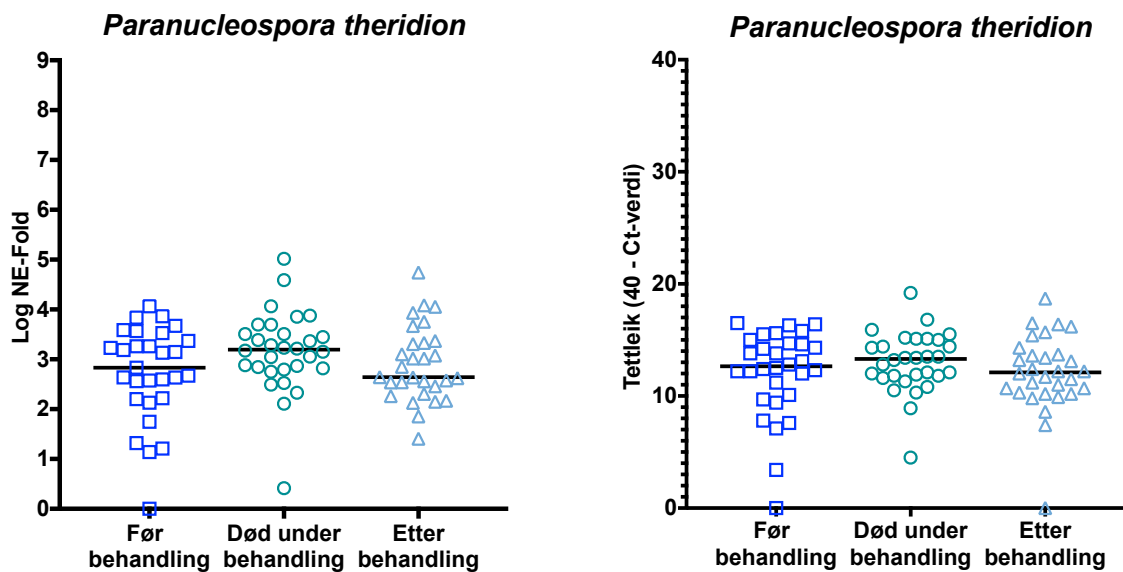 Paranucleospora theridion
Log NE-Fold
9
8
7
6
5
4
3
2
1
0
Før
behandling
Død under
behandling
Etter
behandling
Paranucleospora theridion
Tettleik (40 - Ct-verdi)
40
30
20
10
0
Før
behandling
Død under
behandling
Etter
behandling